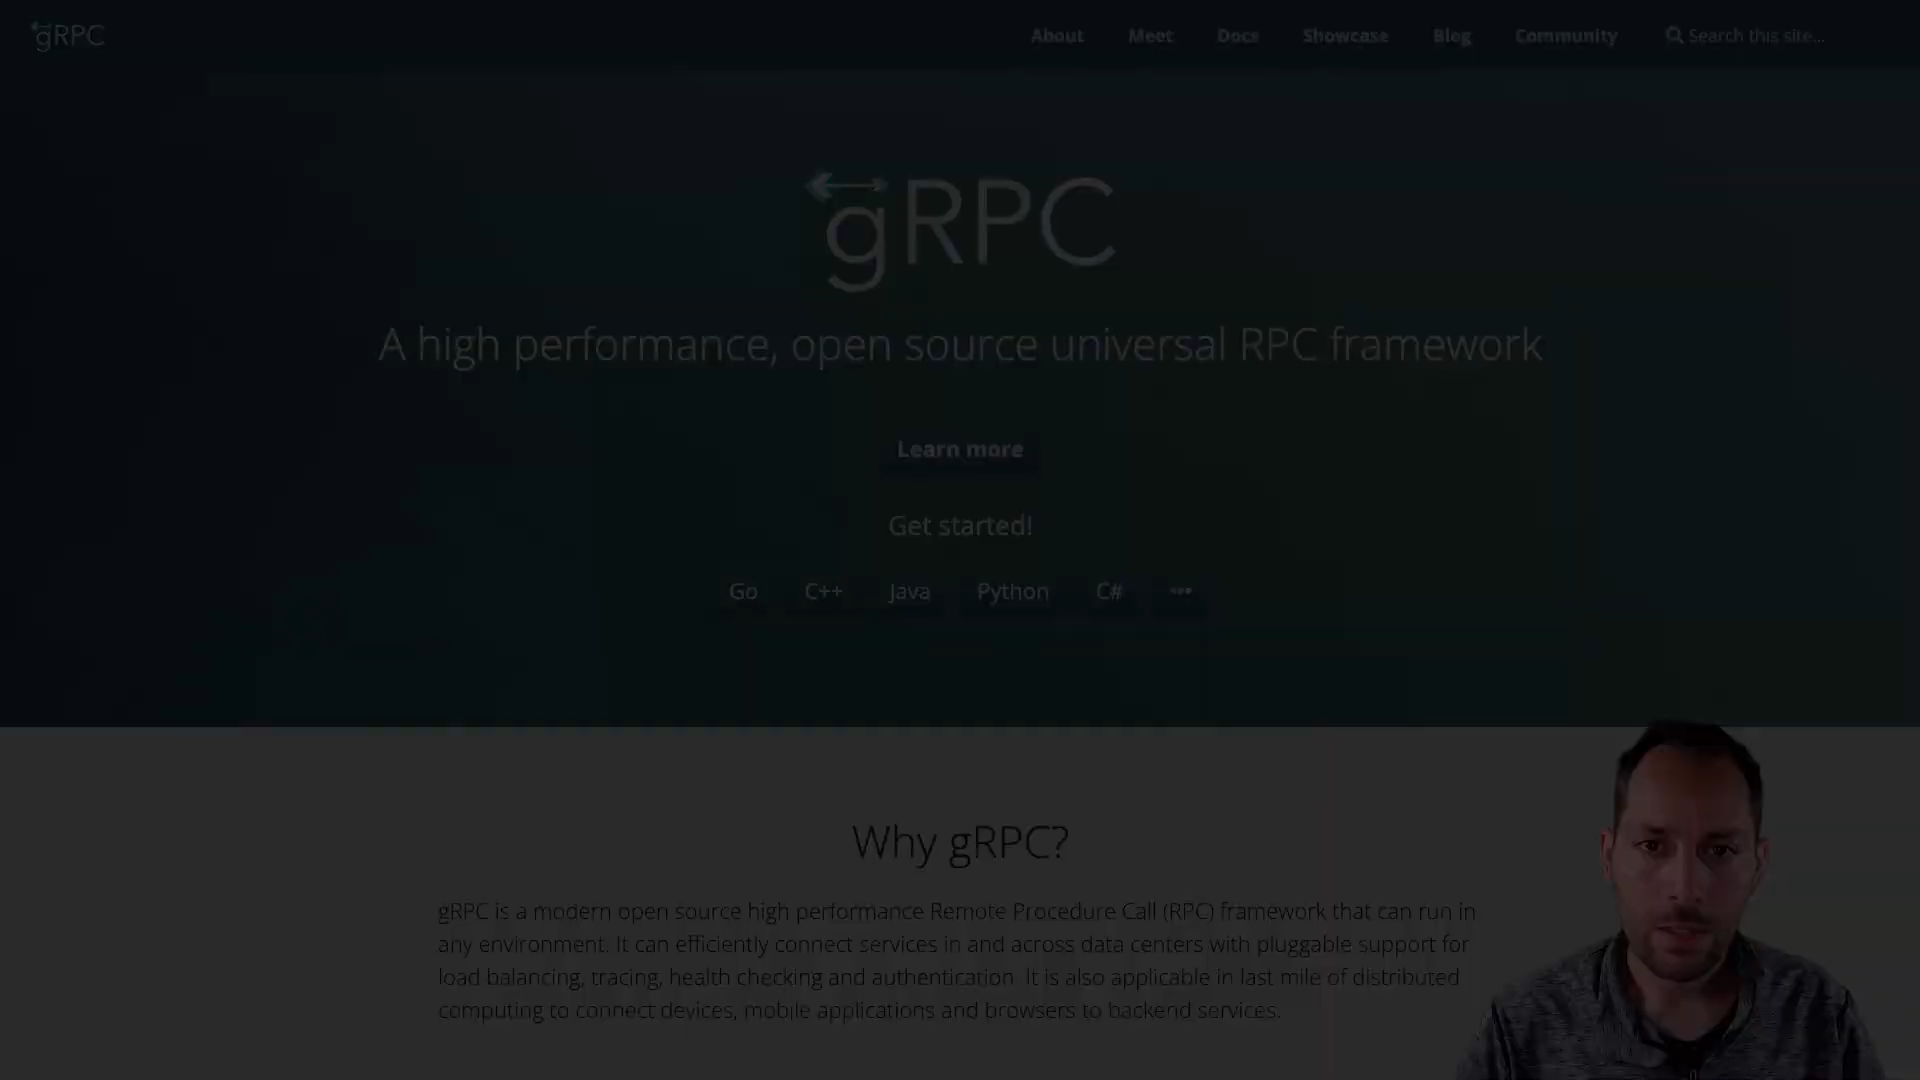 gRPC
About Meet Docs Showcase Blog Community Search this site...
gRPC
A high performance, open source universal RPC framework
Learn more
Get started!
Go C++ Java Python C# •••
Why gRPC?
gRPC is a modern open source high performance Remote Procedure Call (RPC) framework that can run in
any environment. It can efficiently connect services in and across data centers with pluggable support for
load balancing, tracing, health checking and authentication. It is also applicable in last mile of distributed
computing to connect devices, mobile applications and browsers to backend services.